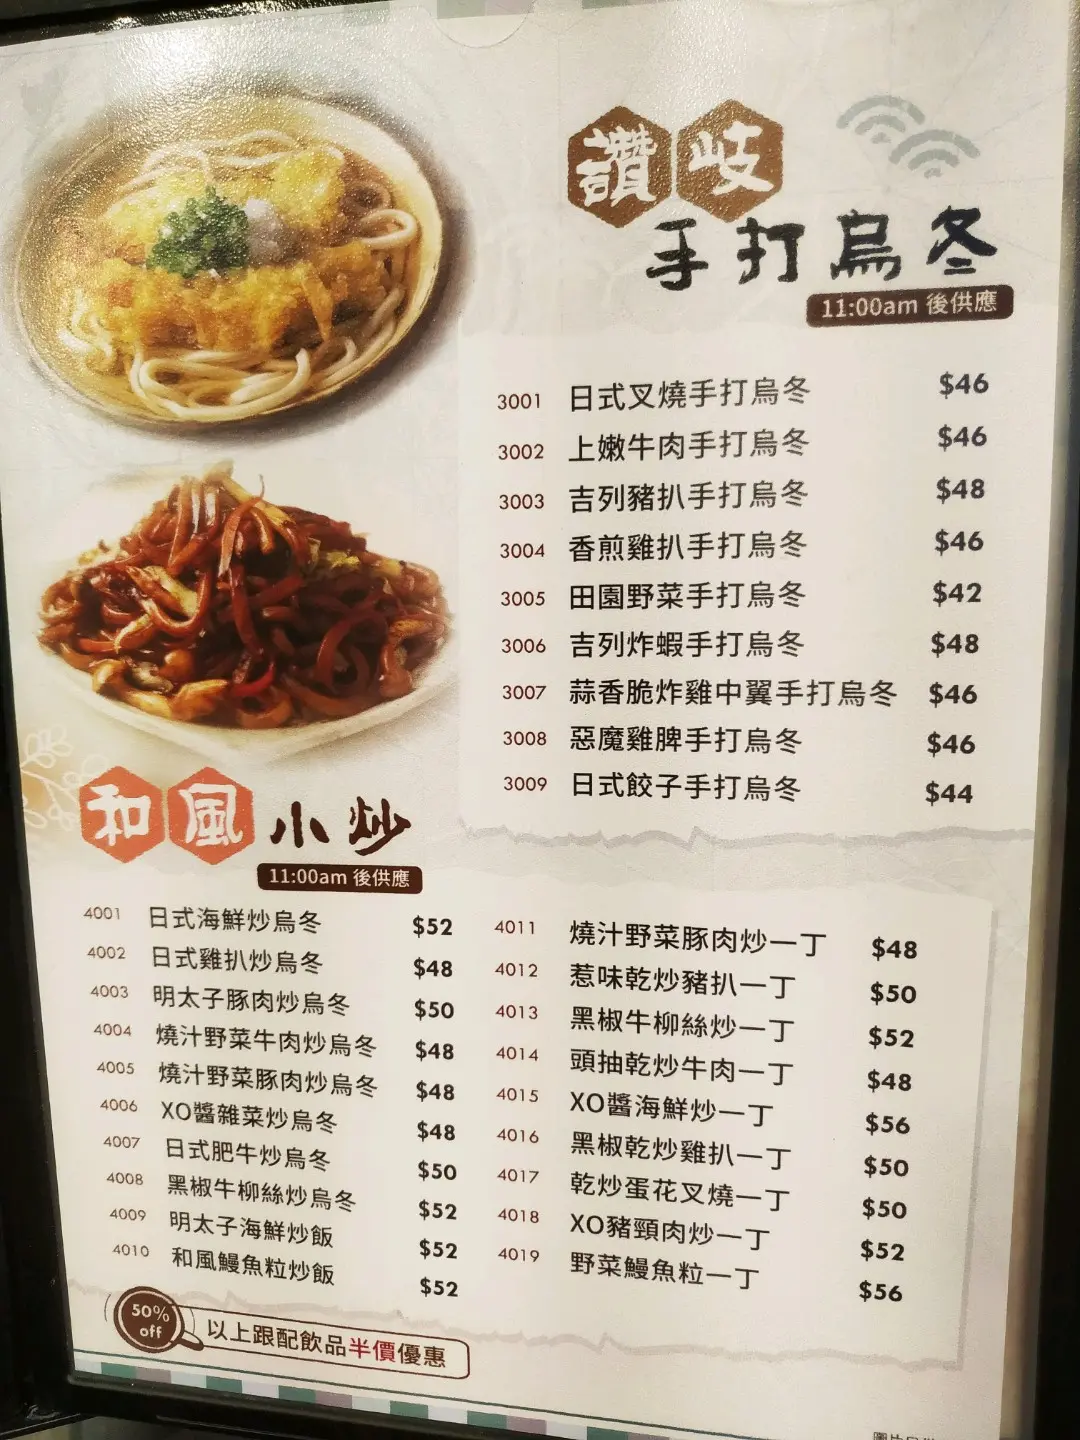 讚岐
手打烏冬
11:00am 後供應
3001 日式叉燒手打烏冬 $46
3002 上嫩牛肉手打烏冬 $46
3003 吉列豬扒手打烏冬 $48
3004 香煎雞扒手打烏冬 $46
3005 田園野菜手打烏冬 $42
3006 吉列炸蝦手打烏冬 $48
3007 蒜香脆炸雞中翼手打烏冬 $46
3008 惡魔雞脾手打烏冬 $46
3009 日式餃子手打烏冬 $44
和風小炒
11:00am 後供應
4001 日式海鮮炒烏冬 $52
4002 日式雞扒炒烏冬 $48
4003 明太子豚肉炒烏冬 $50
4004 燒汁野菜牛肉炒烏冬 $48
4005 燒汁野菜豚肉炒烏冬 $48
4006 XO醬雜菜炒烏冬 $48
4007 日式肥牛炒烏冬 $50
4008 黑椒牛柳絲炒烏冬 $52
4009 明太子海鮮炒飯 $52
4010 和風鰻魚粒炒飯 $52
4011 燒汁野菜豚肉炒一丁 $48
4012 惹味乾炒豬扒一丁 $50
4013 黑椒牛柳絲炒一丁 $52
4014 頭抽乾炒牛肉一丁 $48
4015 XO醬海鮮炒一丁 $56
4016 黑椒乾炒雞扒一丁 $50
4017 乾炒蛋花叉燒一丁 $50
4018 XO豬頸肉炒一丁 $52
4019 野菜鰻魚粒一丁 $56
50% off
以上跟配飲品半價優惠